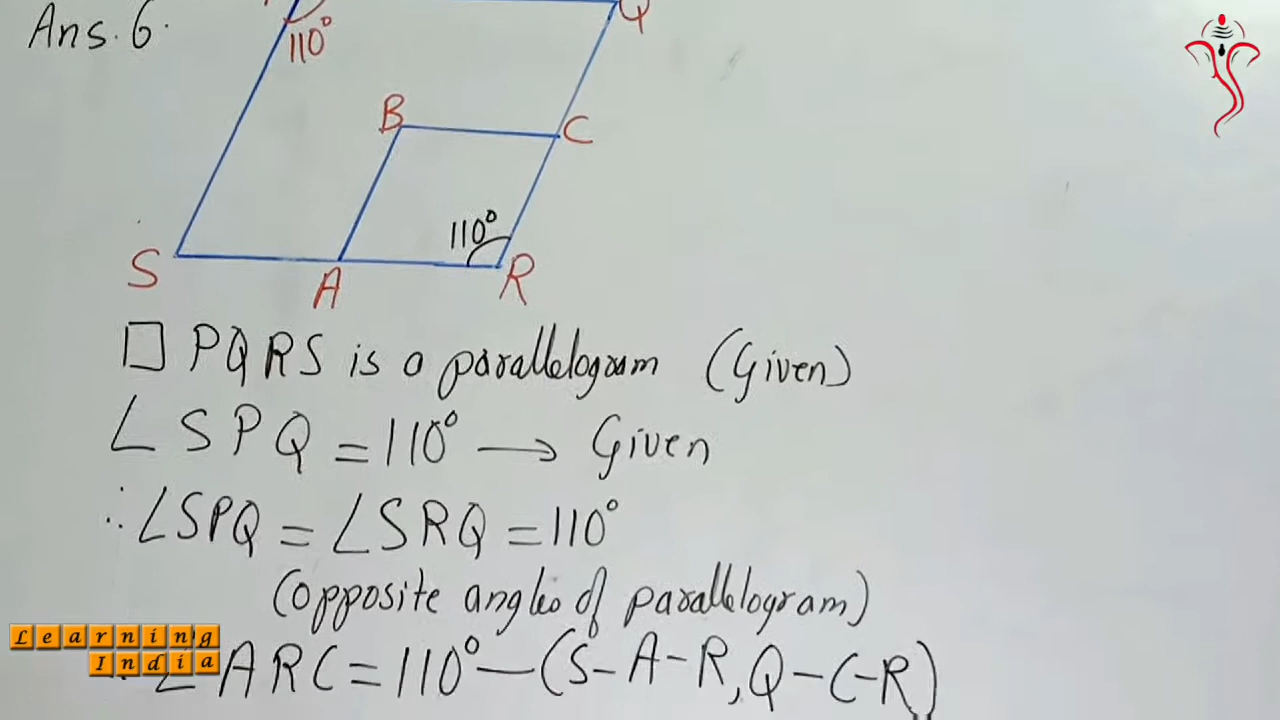 Ans. 6.
110°
Q
B
C
110°
S
A
R
□ PQRS is a parallelogram (Given)
∠SPQ = 110° → Given
∴ ∠SPQ = ∠SRQ = 110°
(opposite angles of parallelogram)
∠ARC = 110° — (S-A-R, Q-C-R)
Learning
India